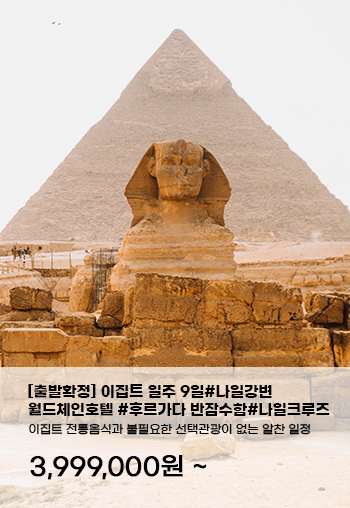 [출발확정] 이집트 일주 9일#나일강변
월드체인호텔 #후르가다 반잠수함#나일크루즈
이집트 전통음식과 불필요한 선택관광이 없는 알찬 일정
3,999,000원 ~